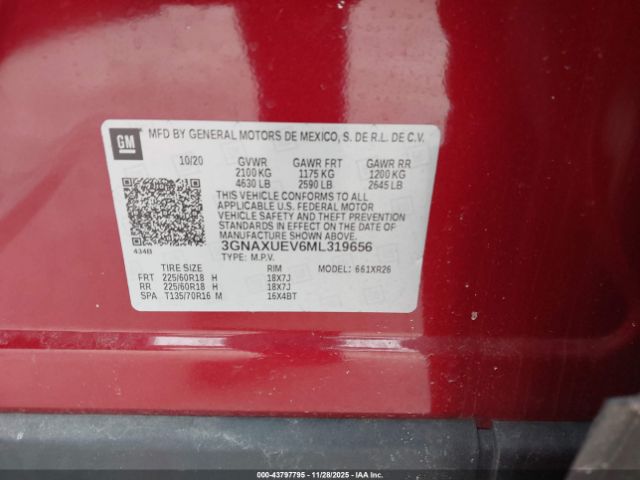 GM
MFD BY GENERAL MOTORS DE MEXICO, S. DE R.L. DE C.V.
10/20 GVWR GAWR FRT GAWR RR
2100 KG 1175 KG 1200 KG
4630 LB 2590 LB 2645 LB
THIS VEHICLE CONFORMS TO ALL
APPLICABLE U.S. FEDERAL MOTOR
VEHICLE SAFETY AND THEFT PREVENTION
STANDARDS IN EFFECT ON THE DATE OF
MANUFACTURE SHOWN ABOVE.
434B 3GNAXUEV6ML319656
TYPE: M.P.V.
TIRE SIZE RIM MODEL: 661XR26
FRT 225/60R18 H 18X7J
RR 225/60R18 H 18X7J
SPA T135/70R16 M 16X4BT
000-43797795 11/28/2025 IAAI.COM